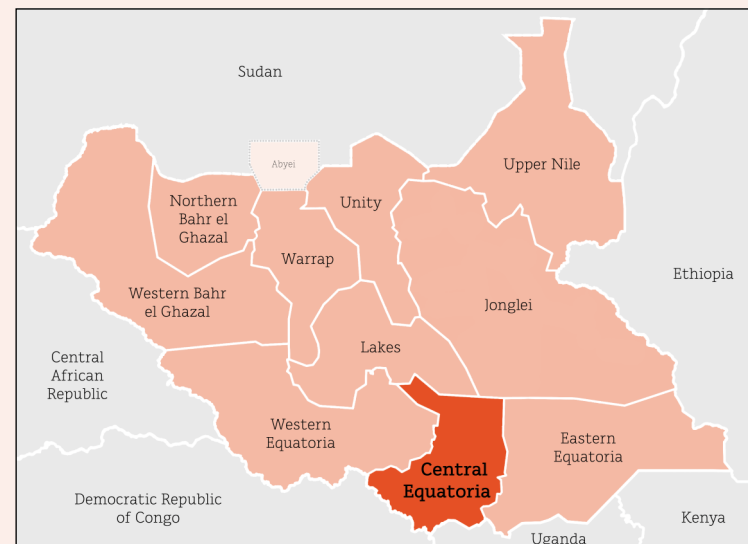 Sudan
Abyei
Upper Nile
Northern
Bahr el
Ghazal
Unity
Warrap
Ethiopia
Western Bahr
el Ghazal
Jonglei
Lakes
Central
African
Republic
Western
Equatoria
Eastern
Equatoria
Central
Equatoria
Democratic Republic
of Congo
Kenya
Uganda